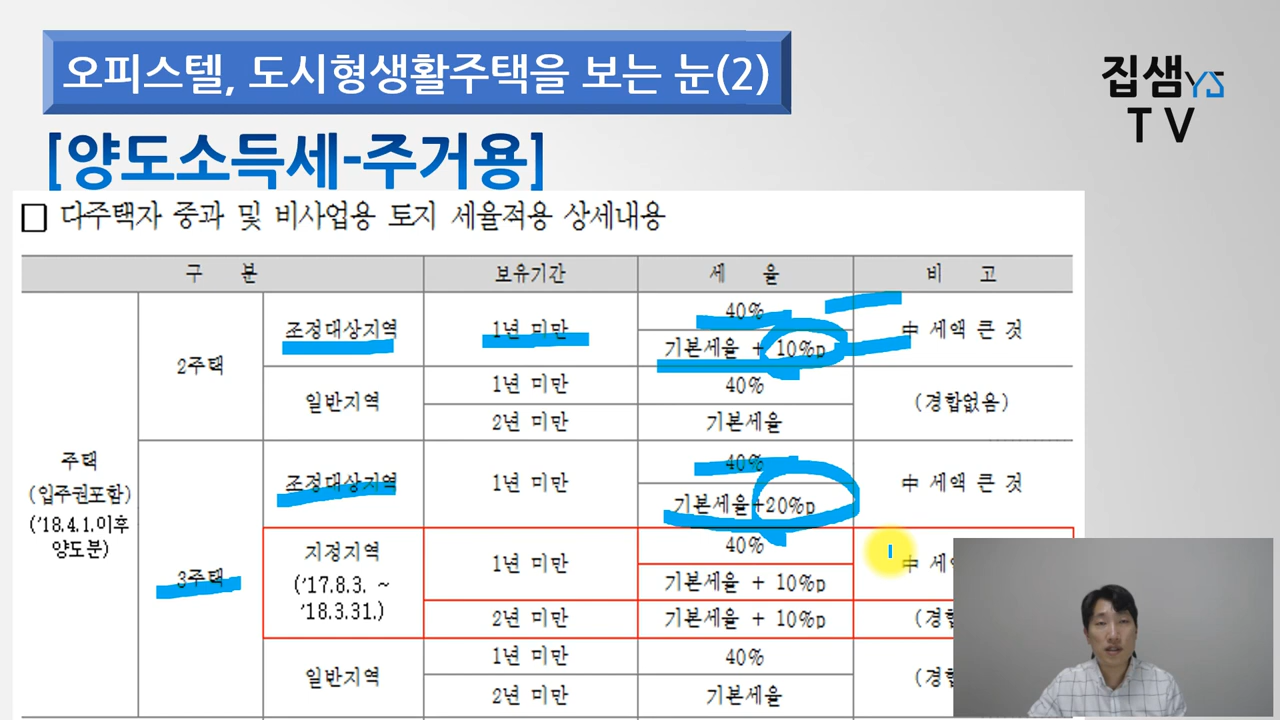 오피스텔, 도시형생활주택을 보는 눈(2)
집샘YS
TV
[양도소득세-주거용]
□ 다주택자 중과 및 비사업용 토지 세율적용 상세내용
구 분 보유기간 세 율 비 고
주택
(입주권포함)
('18.4.1.이후
양도분)
2주택
조정대상지역 1년 미만 40%
기본세율 + 10%p
中 세액 큰 것
일반지역 1년 미만 40%
2년 미만 기본세율
(경합없음)
3주택
조정대상지역 1년 미만 40%
기본세율+20%p
中 세액 큰 것
지정지역
('17.8.3. ~
'18.3.31.)
1년 미만 40%
기본세율 + 10%p
中 세
2년 미만 기본세율 + 10%p
(경
일반지역 1년 미만 40%
2년 미만 기본세율
(경